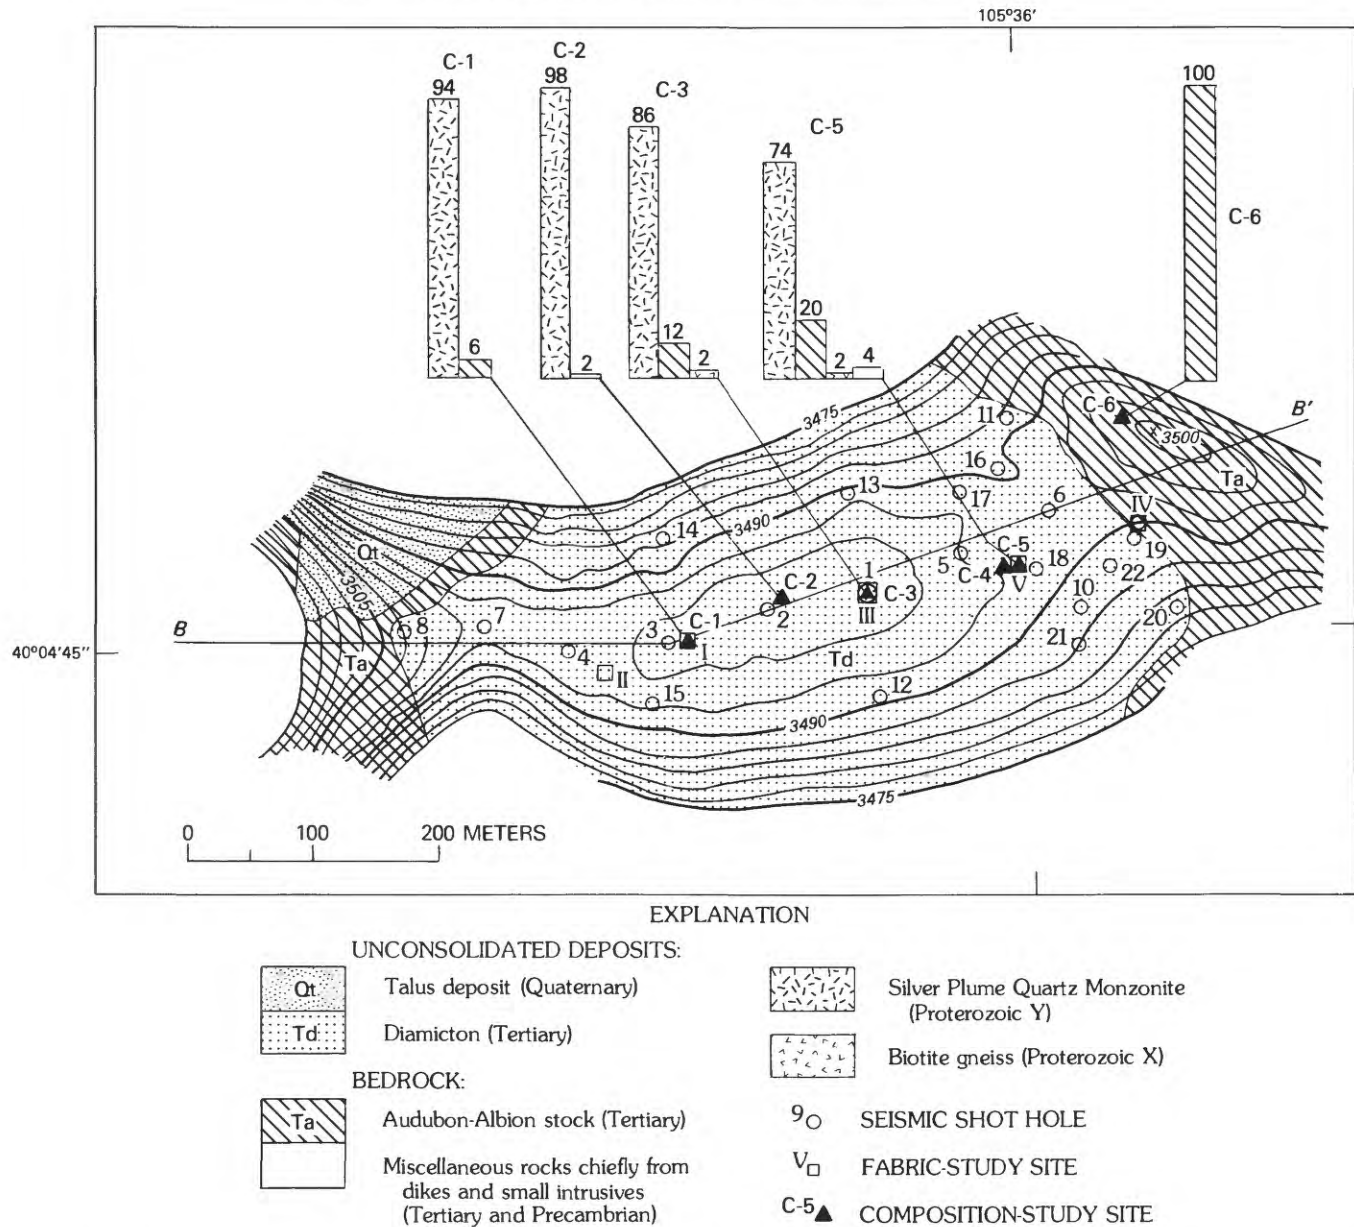 105°36'
C-1
94
6
C-2
98
2
C-3
86
12
2
C-5
74
20
2
4
100
C-6
3475
11
C-6
3500
B'
Ta
16
13
17
6
IV
14
3490
19
Qt
5
C-5
C-4
V
18
22
3505
C-2
1
C-3
III
10
20
7
8
B
C-1
2
3
I
21
40°04'45"
Ta
4
II
Td
15
12
3490
3475
0 100 200 METERS
EXPLANATION
UNCONSOLIDATED DEPOSITS:
Qt Talus deposit (Quaternary)
Td Diamicton (Tertiary)
BEDROCK:
Ta Audubon-Albion stock (Tertiary)
Miscellaneous rocks chiefly from
dikes and small intrusives
(Tertiary and Precambrian)
Silver Plume Quartz Monzonite
(Proterozoic Y)
Biotite gneiss (Proterozoic X)
9 SEISMIC SHOT HOLE
V FABRIC-STUDY SITE
C-5 COMPOSITION-STUDY SITE